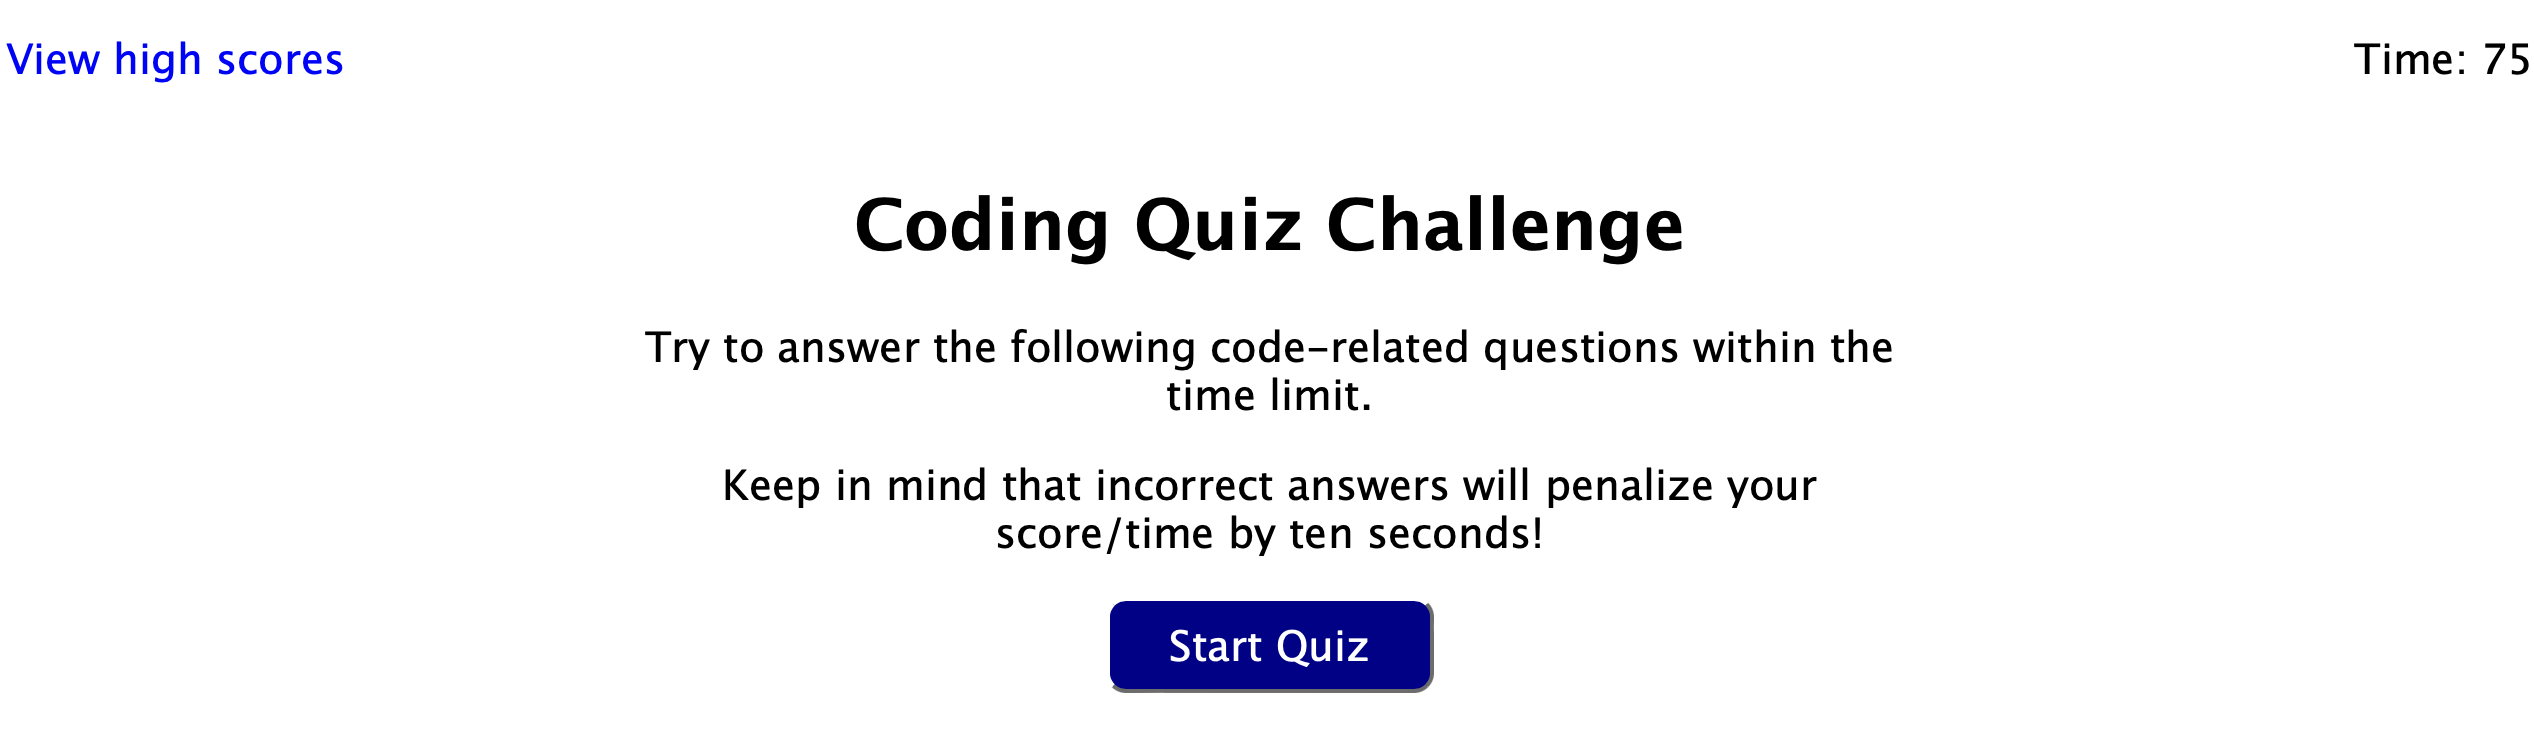 View high scores
Time: 75
Coding Quiz Challenge
Try to answer the following code-related questions within the
time limit.
Keep in mind that incorrect answers will penalize your
score/time by ten seconds!
Start Quiz